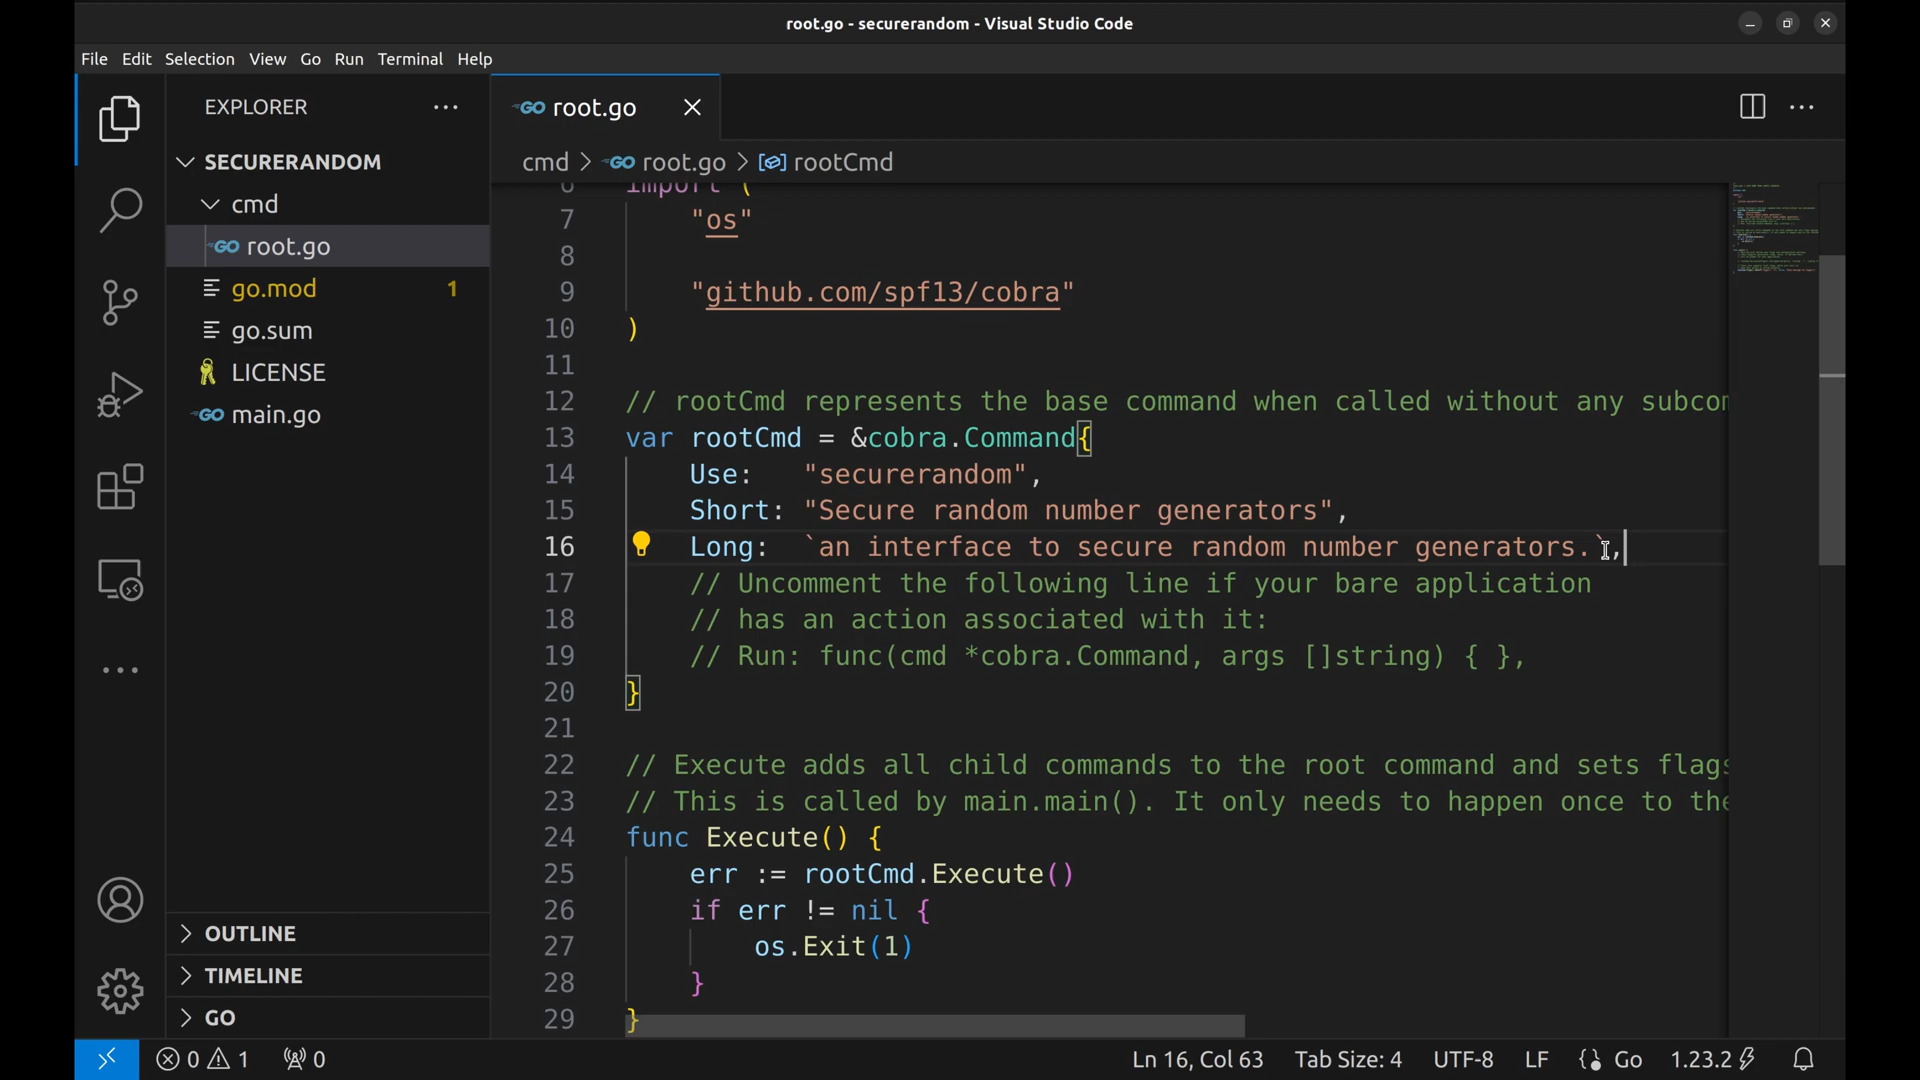 root.go - securerandom - Visual Studio Code
File Edit Selection View Go Run Terminal Help
EXPLORER
SECURERANDOM
cmd
GO root.go
go.mod 1
go.sum
LICENSE
GO main.go
OUTLINE
TIMELINE
GO
GO root.go
cmd > GO root.go > rootCmd
6 import (
7 "os"
8
9 "github.com/spf13/cobra"
10 )
11
12 // rootCmd represents the base command when called without any subcom
13 var rootCmd = &cobra.Command{
14 Use: "securerandom",
15 Short: "Secure random number generators",
16 Long: `an interface to secure random number generators.`,
17 // Uncomment the following line if your bare application
18 // has an action associated with it:
19 // Run: func(cmd *cobra.Command, args []string) { },
20 }
21
22 // Execute adds all child commands to the root command and sets flags
23 // This is called by main.main(). It only needs to happen once to the
24 func Execute() {
25 err := rootCmd.Execute()
26 if err != nil {
27 os.Exit(1)
28 }
29 }
0 1 0 Ln 16, Col 63 Tab Size: 4 UTF-8 LF Go 1.23.2